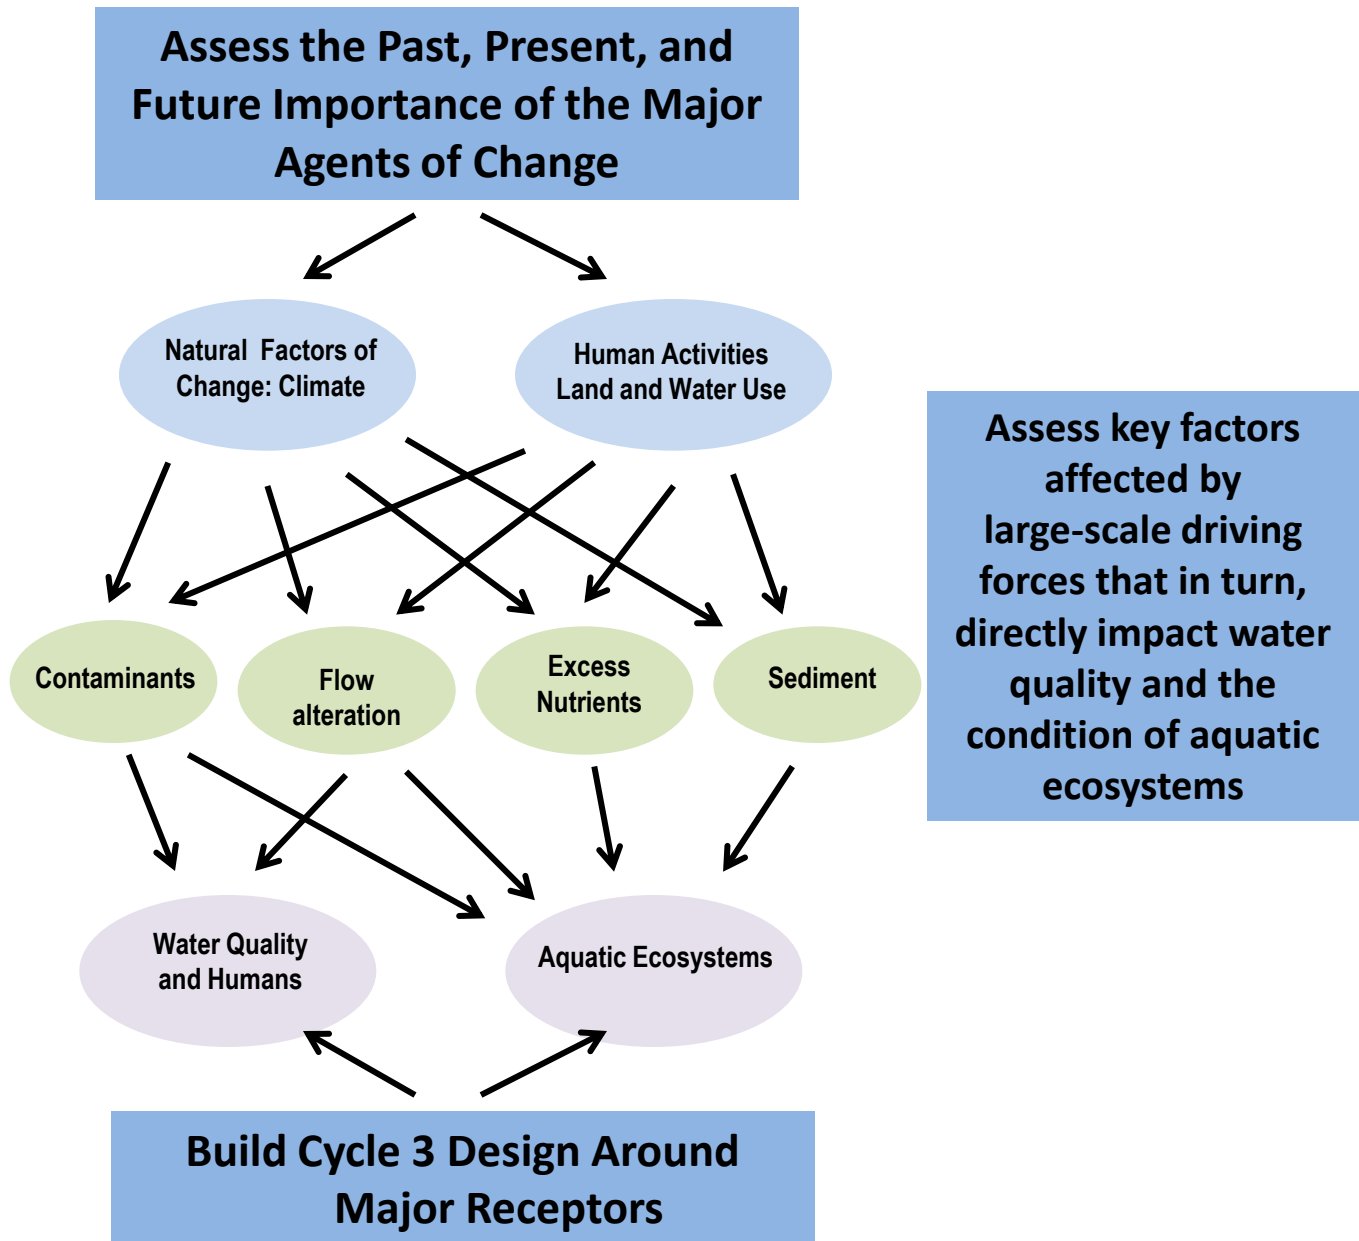 Assess the Past, Present, and
Future Importance of the Major
Agents of Change
Natural Factors of
Change: Climate
Human Activities
Land and Water Use
Assess key factors
affected by
large-scale driving
forces that in turn,
directly impact water
quality and the
condition of aquatic
ecosystems
Contaminants
Flow
alteration
Excess
Nutrients
Sediment
Water Quality
and Humans
Aquatic Ecosystems
Build Cycle 3 Design Around
Major Receptors